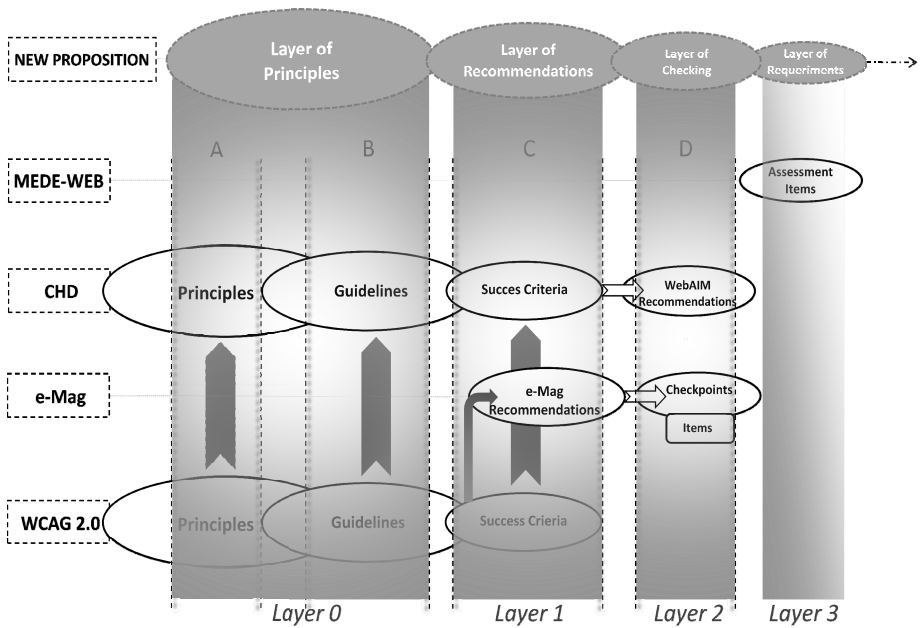 NEW PROPOSITION
Layer of
Principles
Layer of
Recommendations
Layer of
Checking
Layer of
Requeriments
A
B
C
D
MEDE-WEB
Assessment
Items
CHD
Principles
Guidelines
Succes Criteria
WebAIM
Recommendations
e-Mag
e-Mag
Recommendations
Checkpoints
Items
WCAG 2.0
Principles
Guidelines
Success Crieria
Layer 0
Layer 1
Layer 2
Layer 3